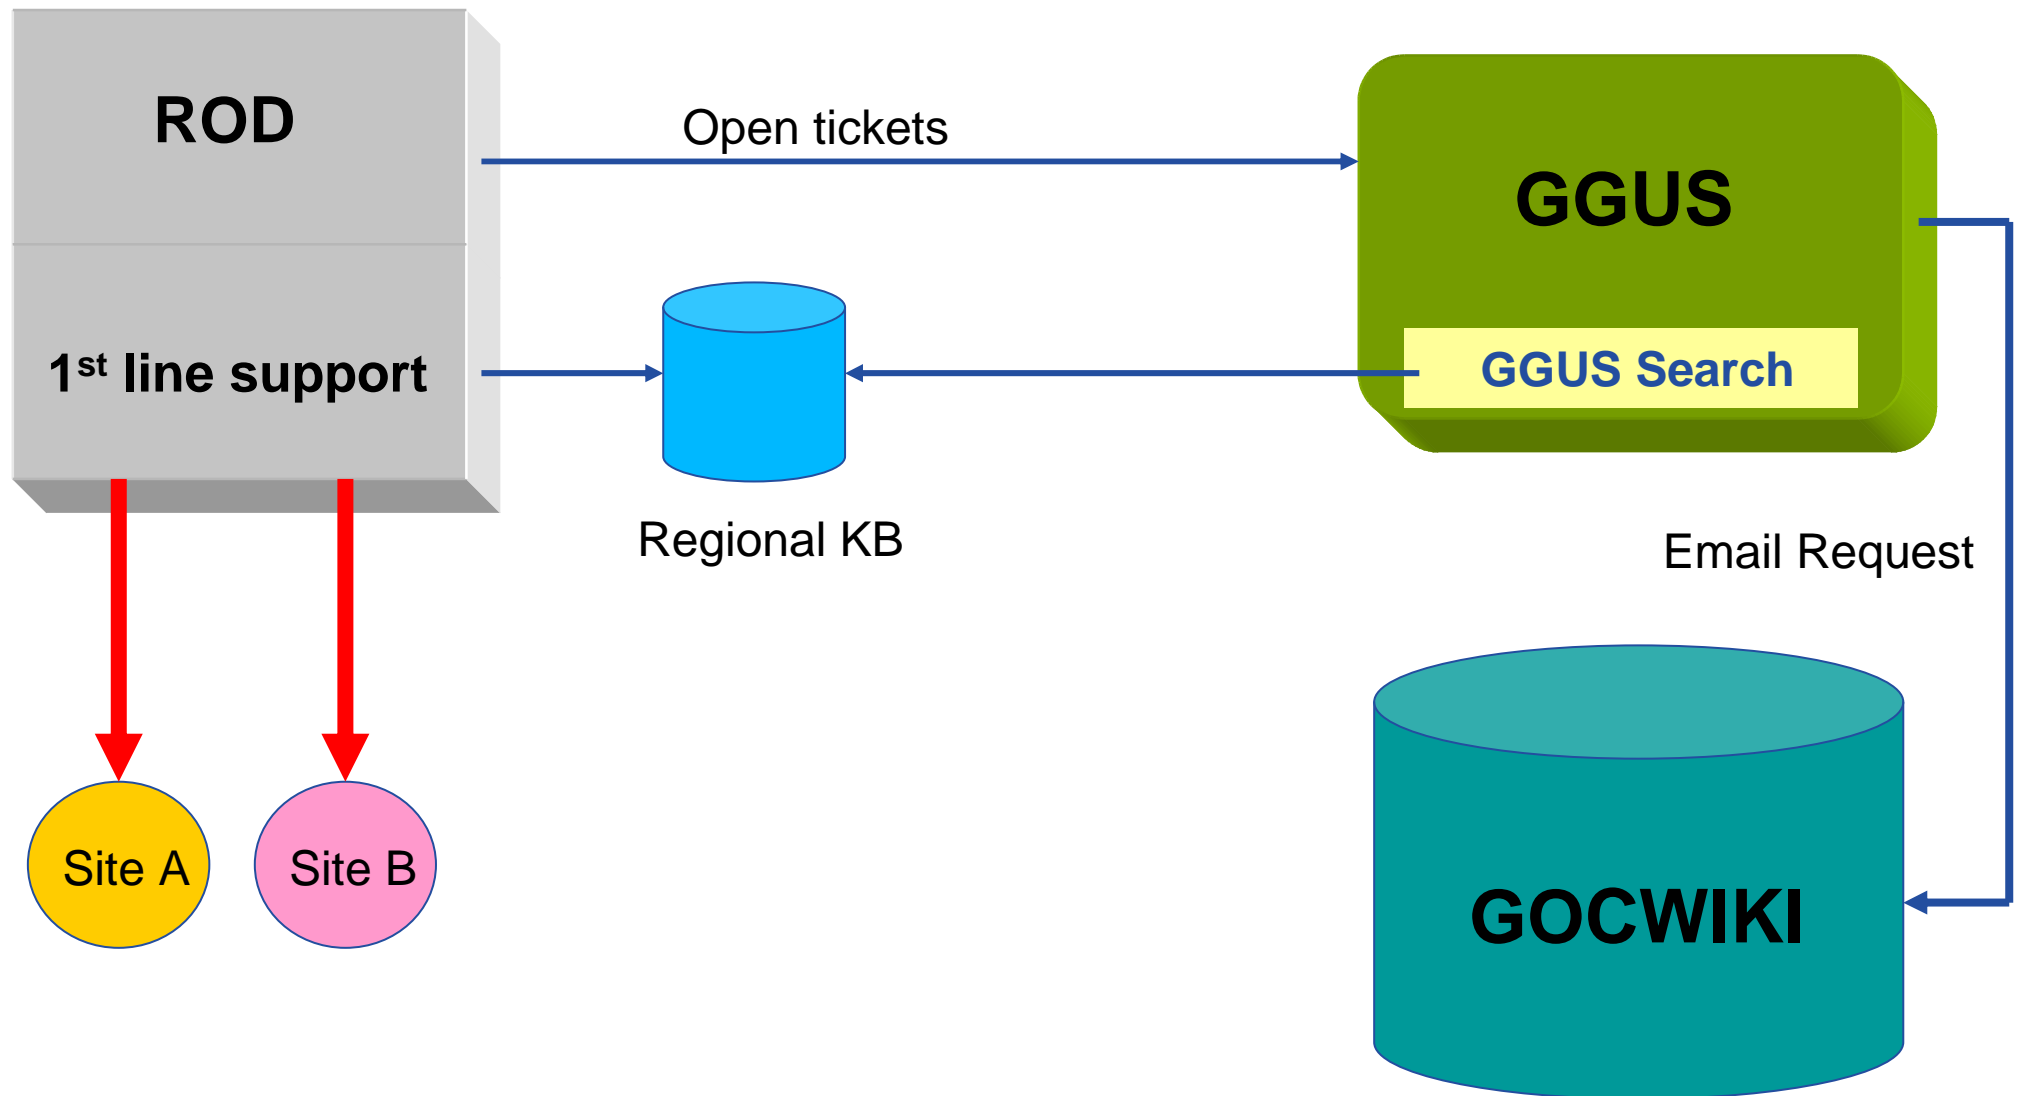 ROD
Open tickets
GGUS
1st line support
GGUS Search
Regional KB
Email Request
Site A
Site B
GOCWIKI